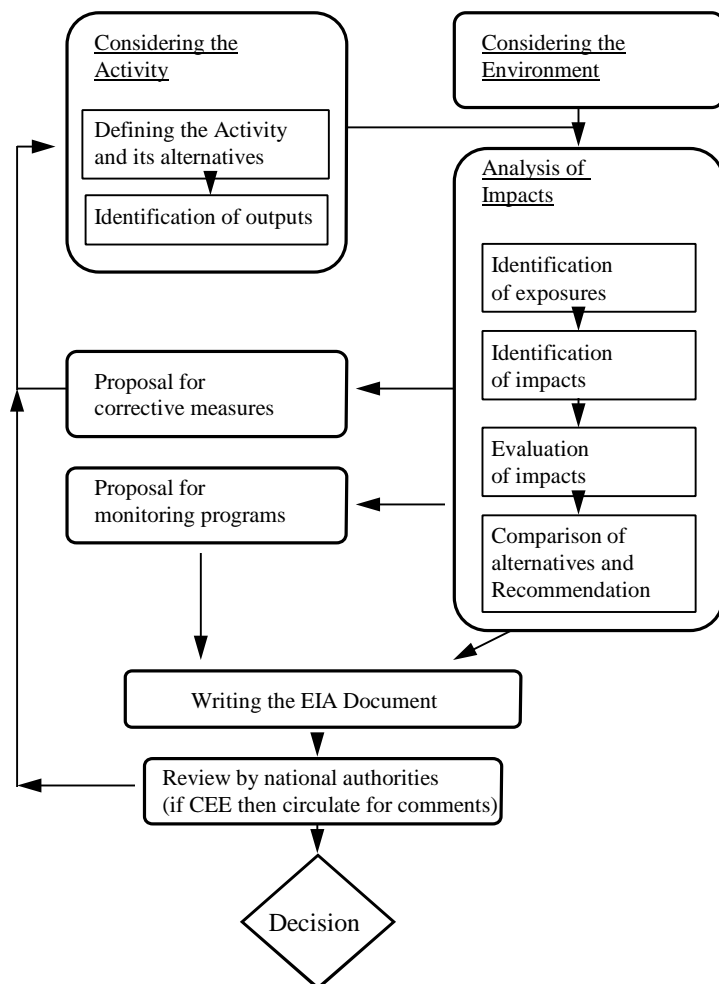 Considering the
Activity
Defining the Activity
and its alternatives
Identification of outputs
Considering the
Environment
Analysis of
Impacts
Identification
of exposures
Identification
of impacts
Evaluation
of impacts
Comparison of
alternatives and
Recommendation
Proposal for
corrective measures
Proposal for
monitoring programs
Writing the EIA Document
Review by national authorities
(if CEE then circulate for comments)
Decision